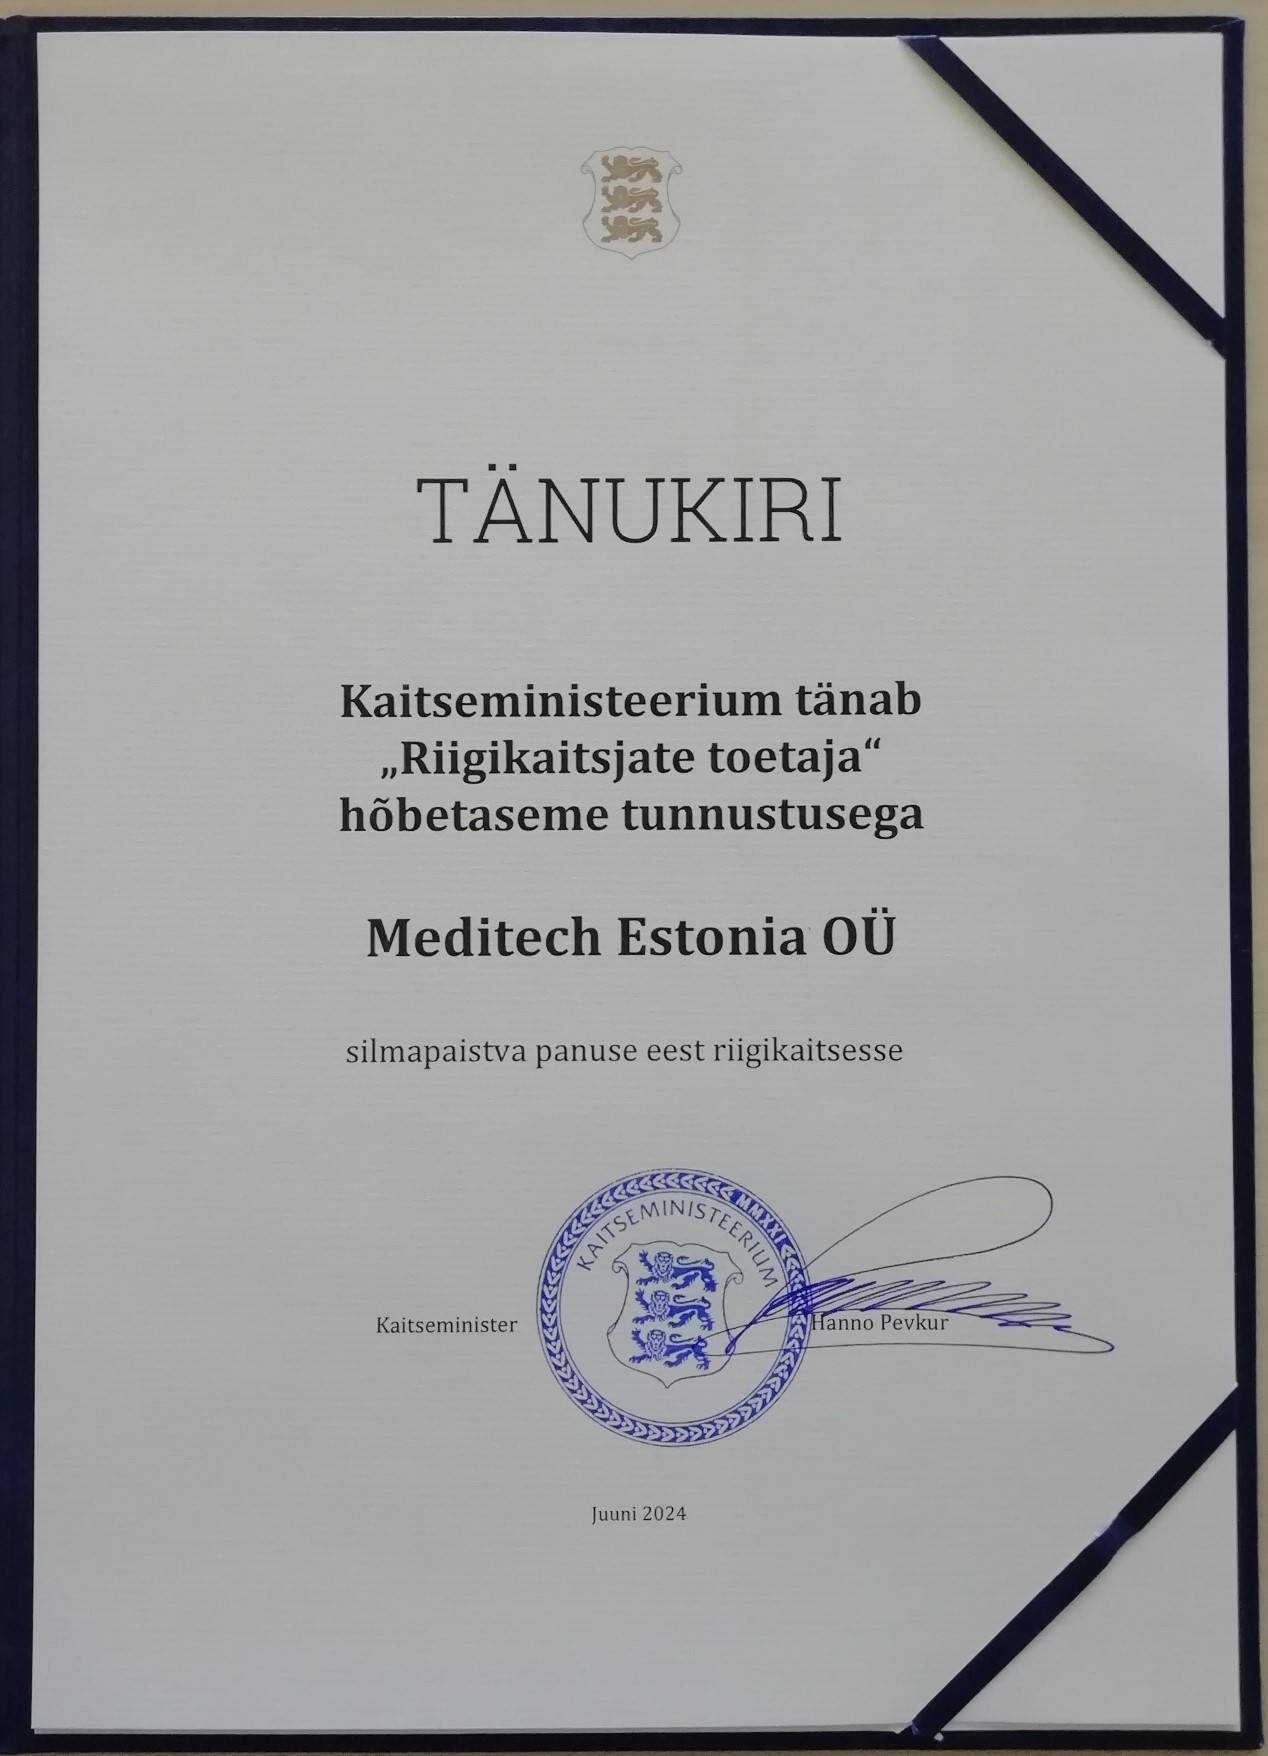 TÄNUKIRI
Kaitseministeerium tänab
„Riigikaitsjate toetaja“
hõbetaseme tunnustusega
Meditech Estonia OÜ
silmapaistva panuse eest riigikaitsesse
MMXXI
KAITSEMINISTEERIUM
Kaitseminister
Hanno Pevkur
Juuni 2024